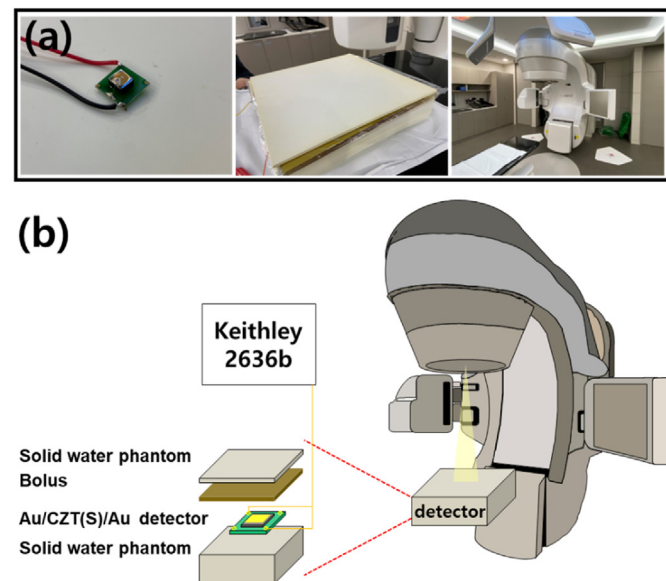 (a)
(b)
Keithley
2636b
Solid water phantom
Bolus
Au/CZT(S)/Au detector
Solid water phantom
detector